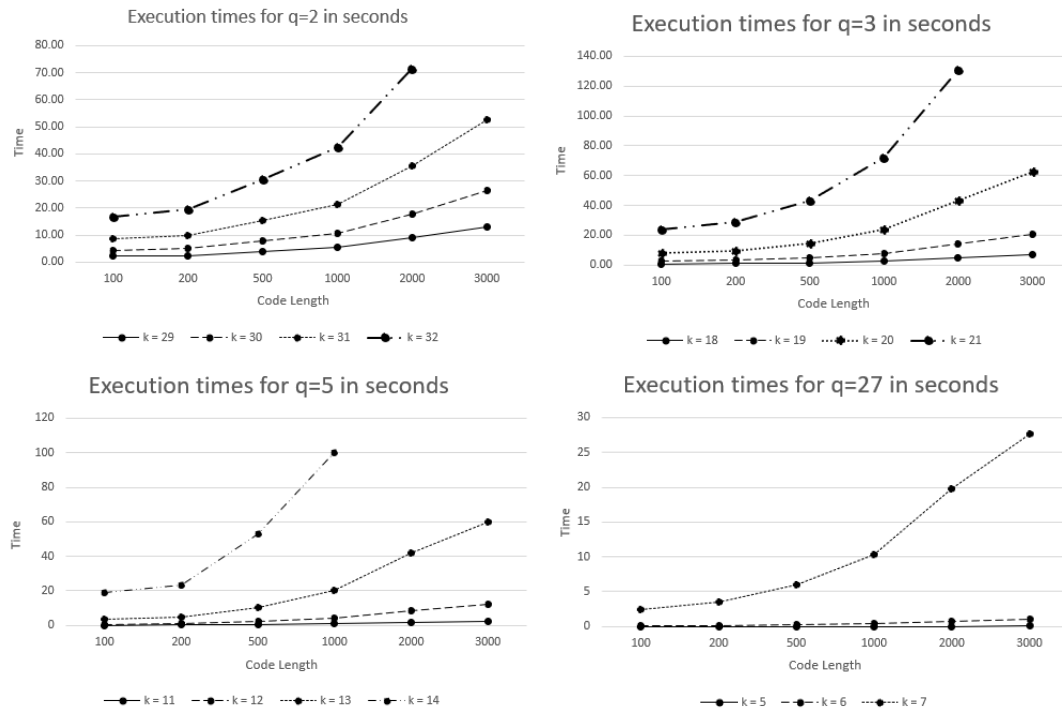 Execution times for q=2 in seconds
80.00
70.00
60.00
50.00
40.00
30.00
20.00
10.00
0.00
Time
100 200 500 1000 2000 3000
Code Length
k = 29 k = 30 k = 31 k = 32
Execution times for q=3 in seconds
140.00
120.00
100.00
80.00
60.00
40.00
20.00
0.00
Time
100 200 500 1000 2000 3000
Code Length
k = 18 k = 19 k = 20 k = 21
Execution times for q=5 in seconds
120
100
80
60
40
20
0
Time
100 200 500 1000 2000 3000
Code Length
k = 11 k = 12 k = 13 k = 14
Execution times for q=27 in seconds
30
25
20
15
10
5
0
Time
100 200 500 1000 2000 3000
Code Length
k = 5 k = 6 k = 7